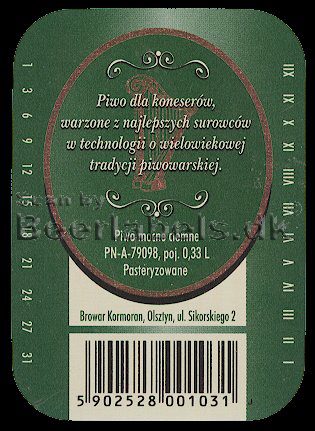 1
3
6
9
12
15
18
21
24
27
31
Piwo dla koneserów,
warzone z najlepszych surowców
w technologii o wielowiekowej
tradycji piwowarskiej.
Scan by
Beerlabels.dk
Piwo mocne ciemne
PN-A-79098, poj. 0,33 L
Pasteryzowane
Browar Kormoran, Olsztyn, ul. Sikorskiego 2
5 902528 001031
XII
XI
X
IX
VIII
VII
VI
V
IV
III
II
I